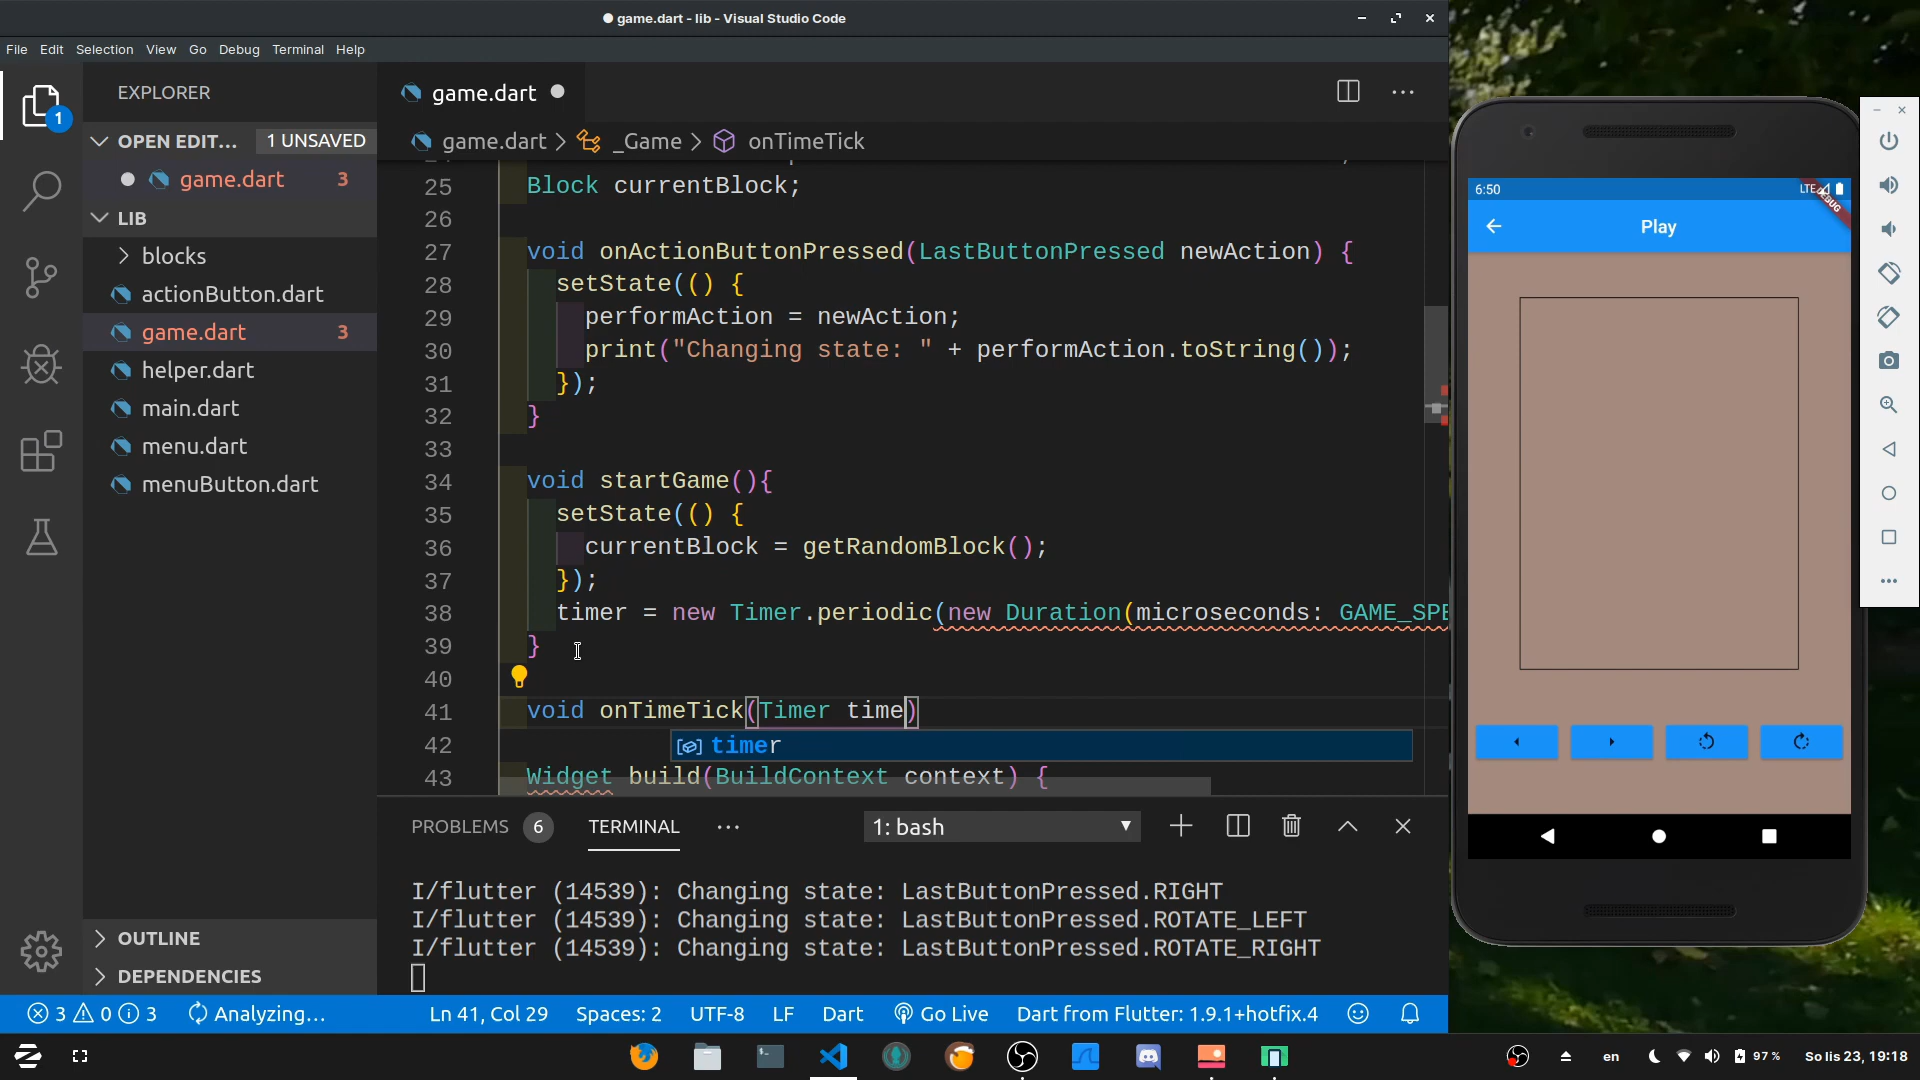 game.dart - lib - Visual Studio Code
File Edit Selection View Go Debug Terminal Help
1
EXPLORER
OPEN EDIT... 1 UNSAVED
game.dart 3
LIB
blocks
actionButton.dart
game.dart 3
helper.dart
main.dart
menu.dart
menuButton.dart
OUTLINE
DEPENDENCIES
game.dart
game.dart > _Game > onTimeTick
25 Block currentBlock;
26
27 void onActionButtonPressed(LastButtonPressed newAction) {
28 setState(() {
29 performAction = newAction;
30 print("Changing state: " + performAction.toString());
31 });
32 }
33
34 void startGame(){
35 setState(() {
36 currentBlock = getRandomBlock();
37 });
38 timer = new Timer.periodic(new Duration(microseconds: GAME_SPE
39 }
40
41 void onTimeTick(Timer time)
42 timer
43 Widget build(BuildContext context) {
PROBLEMS 6 TERMINAL ... 1: bash
I/flutter (14539): Changing state: LastButtonPressed.RIGHT
I/flutter (14539): Changing state: LastButtonPressed.ROTATE_LEFT
I/flutter (14539): Changing state: LastButtonPressed.ROTATE_RIGHT
3 0 3 Analyzing... Ln 41, Col 29 Spaces: 2 UTF-8 LF Dart Go Live Dart from Flutter: 1.9.1+hotfix.4
6:50 LTE
DEBUG
Play
en 97 % So lis 23, 19:18